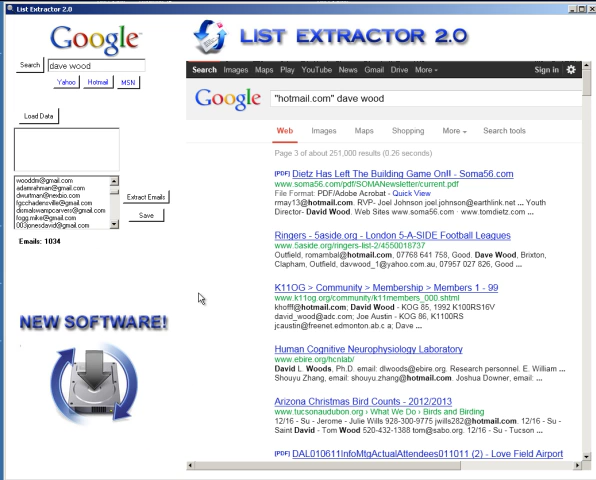 List Extractor 2.0
Google
Search
dave wood
Yahoo
Hotmail
MSN
Load Data
wooddm@gmail.com
adamrahman@gmail.com
dwurtman@nexbio.com
fgcchadensville@gmail.com
dismalswampcarvers@gmail.com
fogg.mike@gmail.com
003jonesdavid@gmail.com
Extract Emails
Save
Emails: 1034
NEW SOFTWARE!
LIST EXTRACTOR 2.0
Search Images Maps Play YouTube News Gmail Drive More Sign in
Google
"hotmail.com" dave wood
Web Images Maps Shopping More Search tools
Page 3 of about 251,000 results (0.26 seconds)
[PDF] Dietz Has Left The Building Game On!! - Soma56.com
www.soma56.com/pdf/SOMANewsletter/current.pdf
File Format: PDF/Adobe Acrobat - Quick View
rmay13@hotmail.com. RVP- Joel Johnson joel.johnson@earthlink.net ... Youth
Director- David Wood. Web Sites www.soma56.com · www.tomdietz.com ...
Ringers - 5aside.org - London 5-A-SIDE Football Leagues
www.5aside.org/ringers-list-2/4550018737
Outfield, romambal@hotmail.com, 07768 641 758, Good. Dave Wood, Brixton,
Clapham, Outfield, davwood_1@yahoo.com.au, 07957 027 826, Good ...
K11OG > Community > Membership > Members 1 - 99
www.k11og.org/community/k11members_000.shtml
khofff@hotmail.com; David Wood - KOG 85, 1992 K100RS16V
david_wood@adc.com; Joe Austin - KOG 86, K1100RS
jcaustin@freenet.edmonton.ab.c a; Dave ...
Human Cognitive Neurophysiology Laboratory
www.ebire.org/hcnlab/
David L. Woods, Ph.D. email: dlwoods@ebire.org. Research personnel. E. William ...
Shouyu Zhang, email: shouyu.zhang@hotmail.com. Joshua Downer, email: ...
Arizona Christmas Bird Counts - 2012/2013
www.tucsonaudubon.org › What We Do › Birds and Birding
12/16 - Su - Jerome - Julie Wills 928-300-9775 jwills282@hotmail.com. 12/16 - Su -
Saint David - Tom Wood 520-432-1388 tom@sabo.org. 12/16 - Su - Tucson ...
[PDF] DAL010611InfoMtgActualAttendees011011 (2) - Love Field Airport